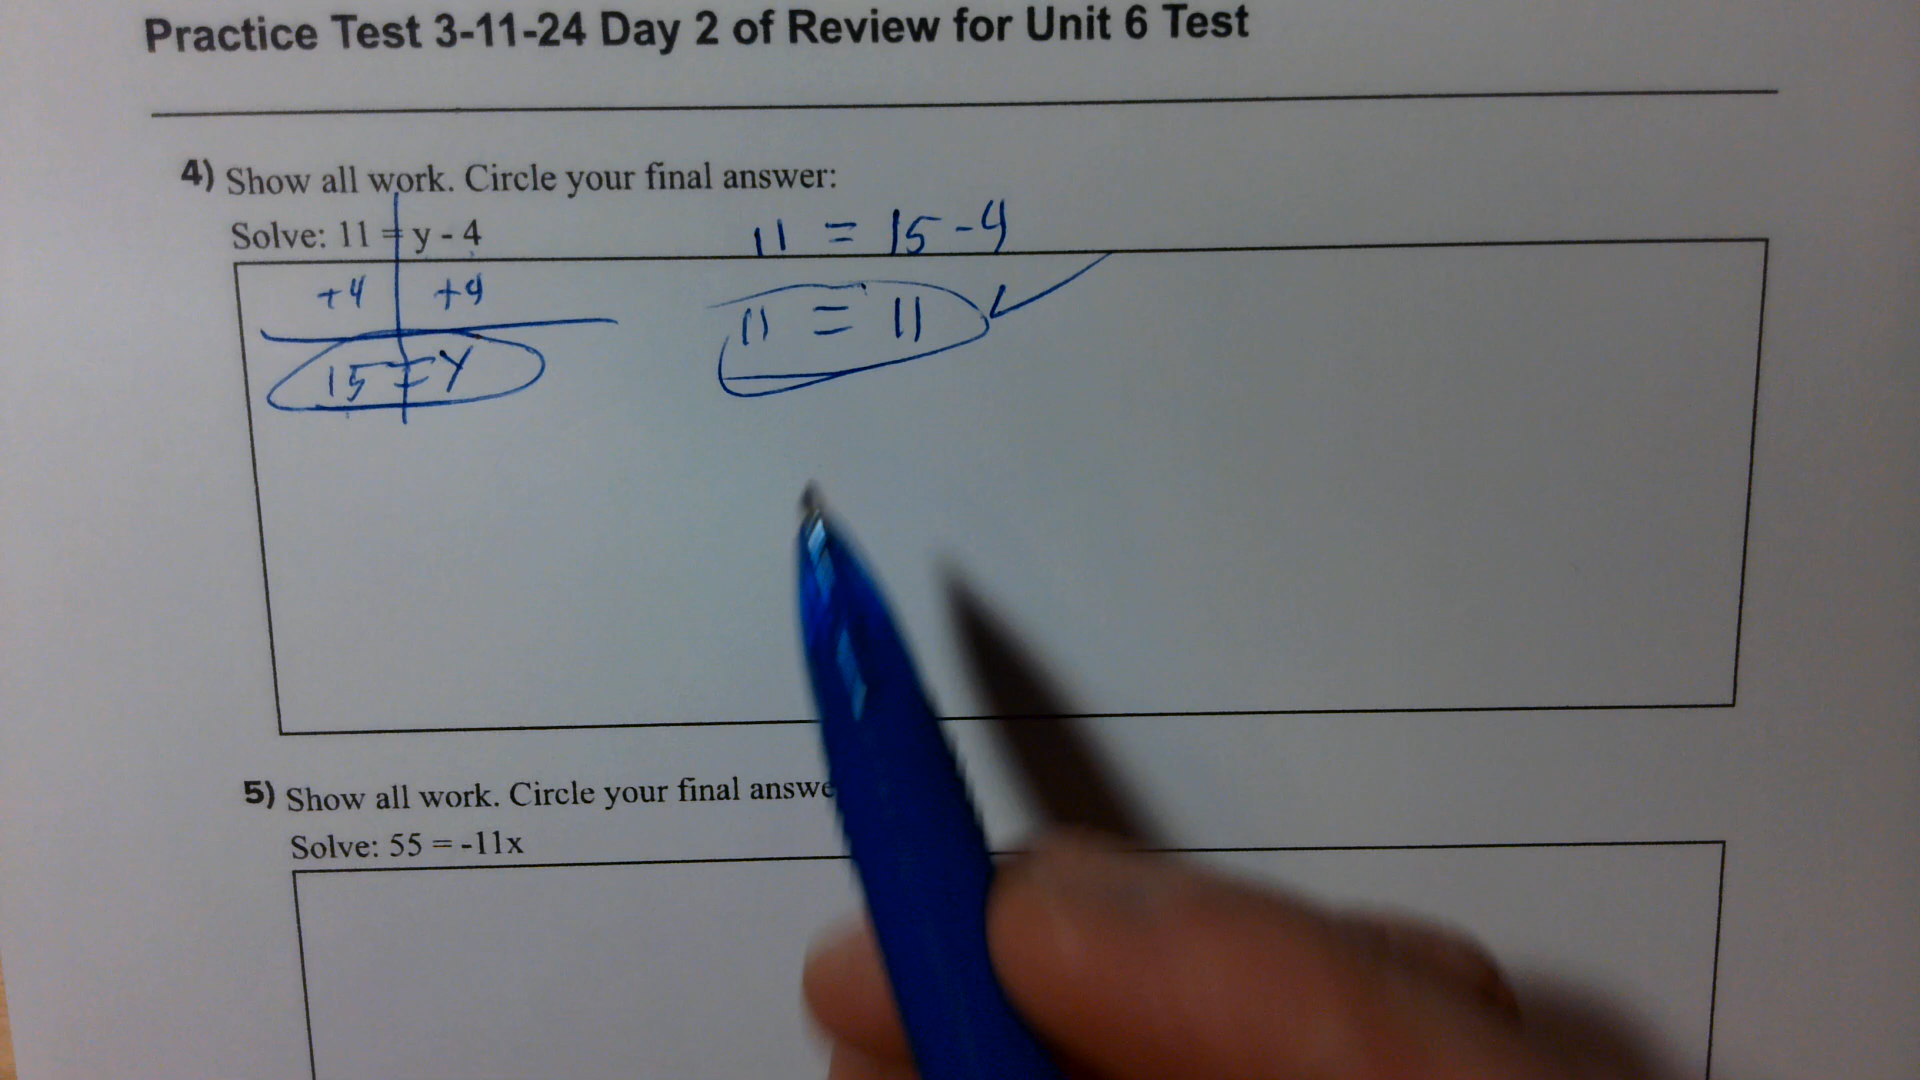 Practice Test 3-11-24 Day 2 of Review for Unit 6 Test
4) Show all work. Circle your final answer:
Solve: 11 = y - 4
11 = 15 - 4
+4 +4
11 = 11
15 = y
5) Show all work. Circle your final
Solve: 55 = -11x